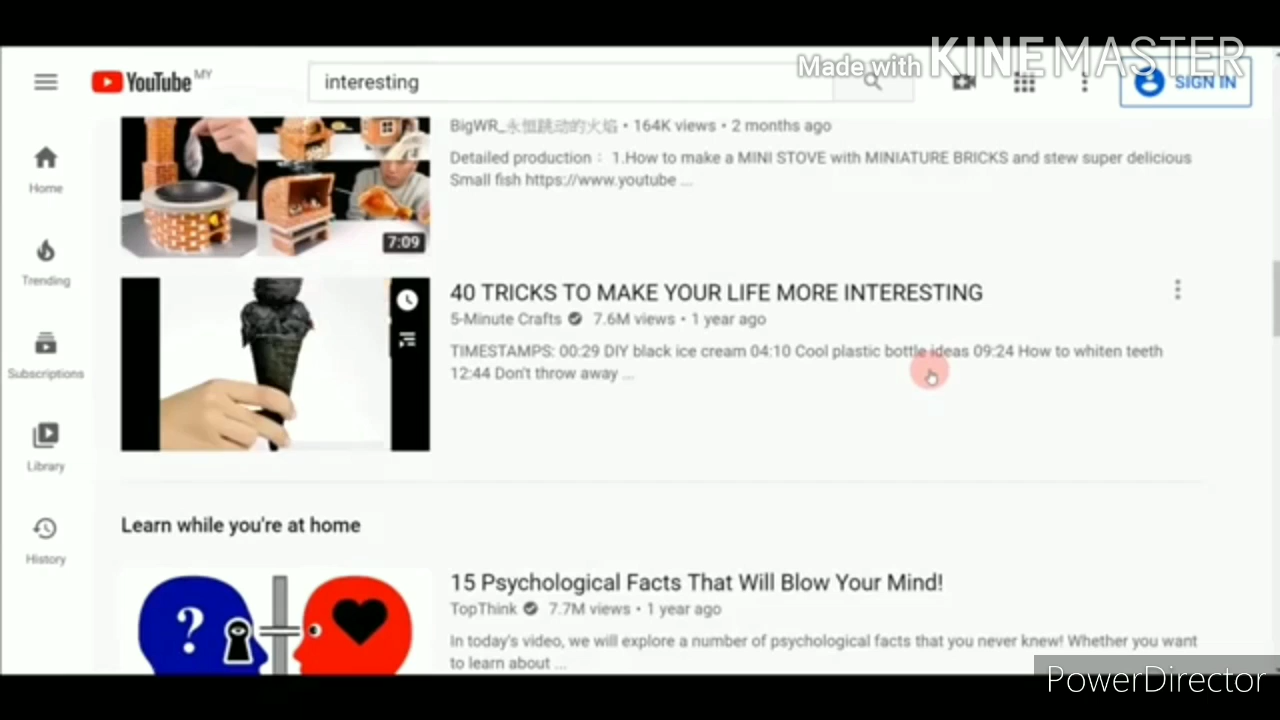 Made with KINEMASTER
YouTube MY
interesting
SIGN IN
BigWR_永恒跳动的火焰 • 164K views • 2 months ago
Detailed production： 1.How to make a MINI STOVE with MINIATURE BRICKS and stew super delicious
Small fish https://www.youtube ...
7:09
Home
Trending
Subscriptions
Library
History
40 TRICKS TO MAKE YOUR LIFE MORE INTERESTING
5-Minute Crafts 7.6M views • 1 year ago
TIMESTAMPS: 00:29 DIY black ice cream 04:10 Cool plastic bottle ideas 09:24 How to whiten teeth
12:44 Don't throw away ...
Learn while you're at home
?
15 Psychological Facts That Will Blow Your Mind!
TopThink 7.7M views • 1 year ago
In today's video, we will explore a number of psychological facts that you never knew! Whether you want
to learn about ...
PowerDirector